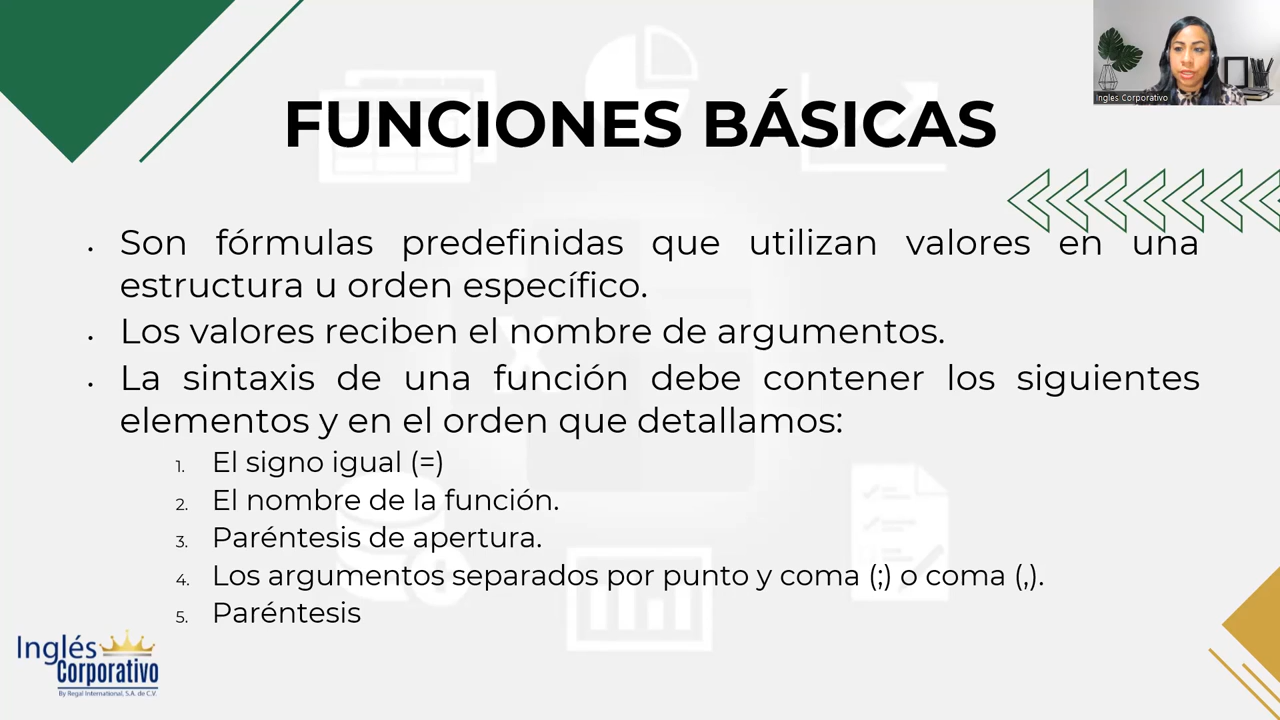 Ingles Corporativo
FUNCIONES BÁSICAS
• Son fórmulas predefinidas que utilizan valores en una
estructura u orden específico.
• Los valores reciben el nombre de argumentos.
• La sintaxis de una función debe contener los siguientes
elementos y en el orden que detallamos:
1. El signo igual (=)
2. El nombre de la función.
3. Paréntesis de apertura.
4. Los argumentos separados por punto y coma (;) o coma (,).
5. Paréntesis
Inglés
Corporativo
By Regal International, S.A. de C.V.